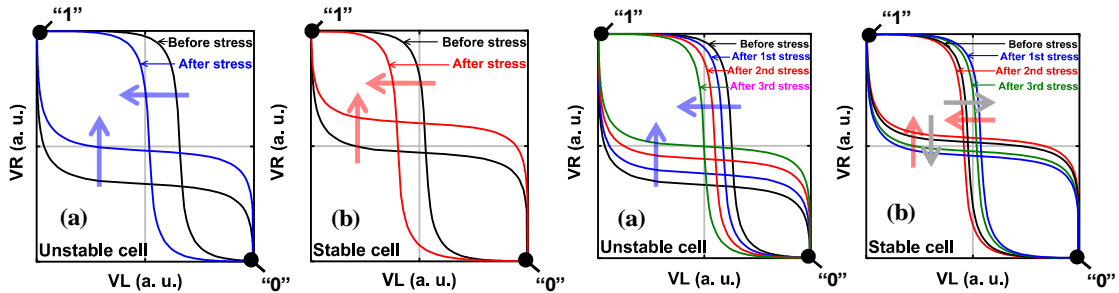 “1”
Before stress
After stress
VR (a. u.)
(a)
Unstable cell
VL (a. u.)
“0”
“1”
Before stress
After stress
VR (a. u.)
(b)
Stable cell
VL (a. u.)
“0”
“1”
Before stress
After 1st stress
After 2nd stress
After 3rd stress
VR (a. u.)
(a)
Unstable cell
VL (a. u.)
“0”
“1”
Before stress
After 1st stress
After 2nd stress
After 3rd stress
VR (a. u.)
(b)
Stable cell
VL (a. u.)
“0”